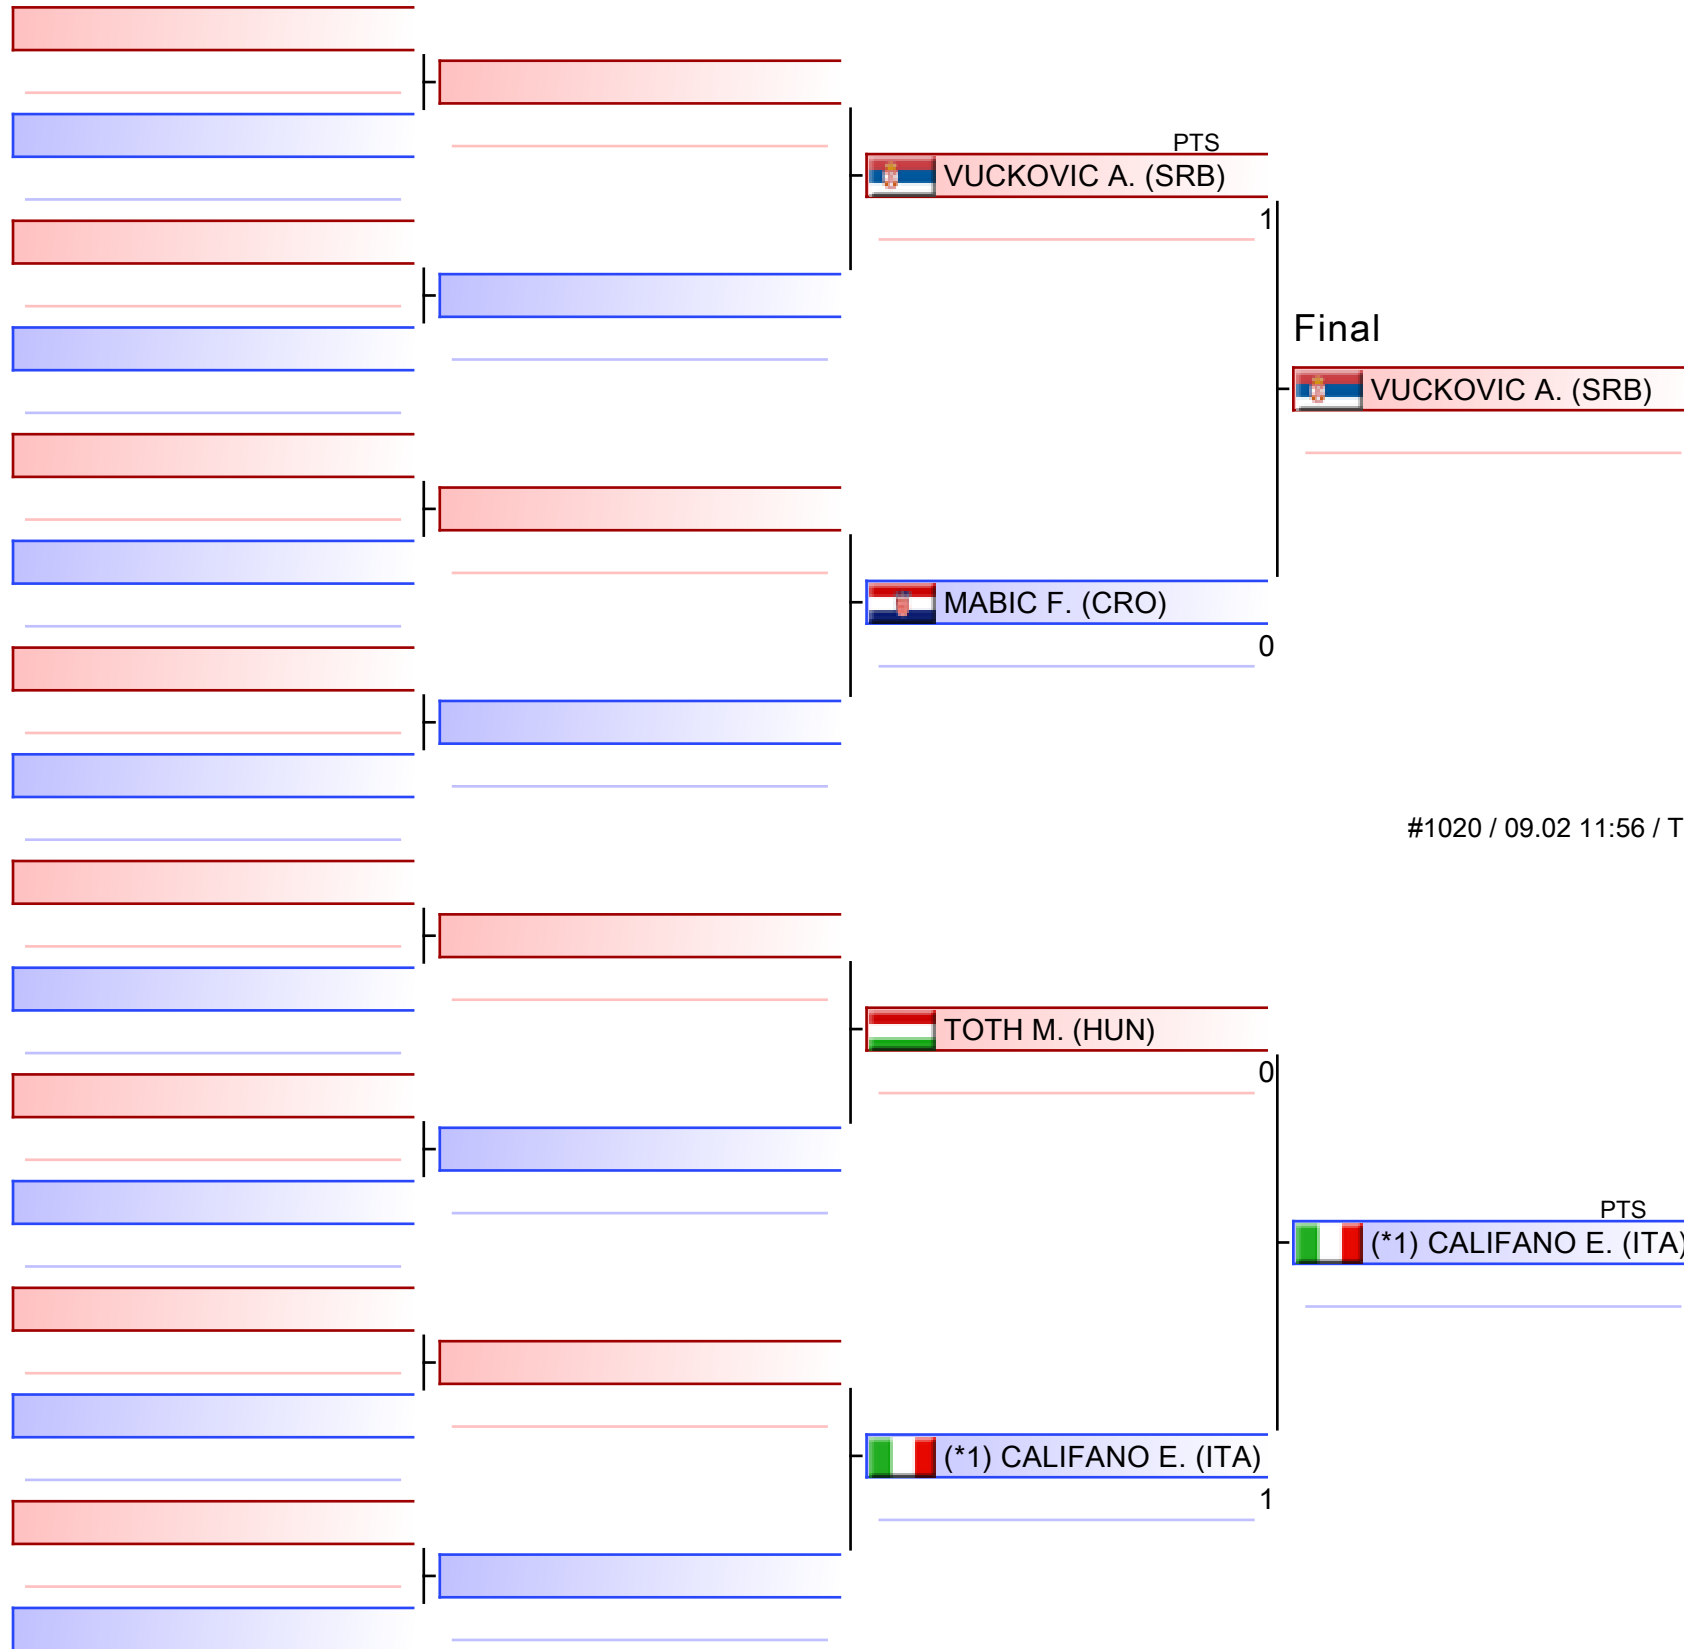 PTS
VUCKOVIC A. (SRB)
1
Final
VUCKOVIC A. (SRB)
MABIC F. (CRO)
0
#1020 / 09.02 11:56 / T
TOTH M. (HUN)
0
PTS
(*1) CALIFANO E. (ITA)
(*1) CALIFANO E. (ITA)
1